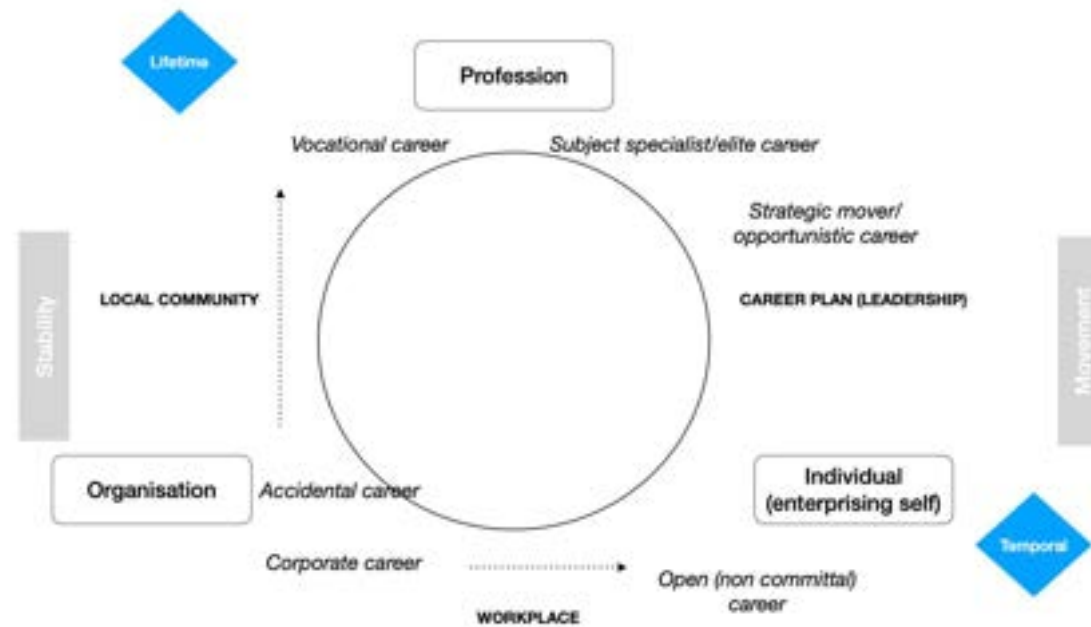 Lifetime
Profession
Vocational career
Subject specialist/elite career
Strategic mover/
opportunistic career
Stability
LOCAL COMMUNITY
CAREER PLAN (LEADERSHIP)
Movement
Organisation
Accidental career
Individual
(enterprising self)
Temporal
Corporate career
Open (non committal)
career
WORKPLACE